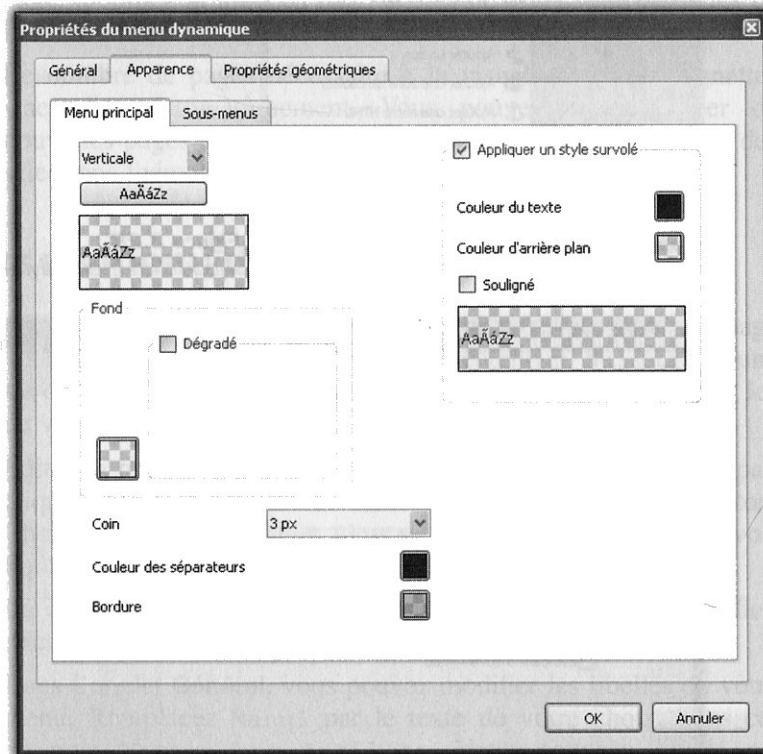 Propriétés du menu dynamique
Général Apparence Propriétés géométriques
Menu principal Sous-menus
Verticale
AaÄáZz
AaÃáZz
Fond
Dégradé
Coin 3 px
Couleur des séparateurs
Bordure
Appliquer un style survolé
Couleur du texte
Couleur d'arrière plan
Souligné
AaÃáZz
OK Annuler